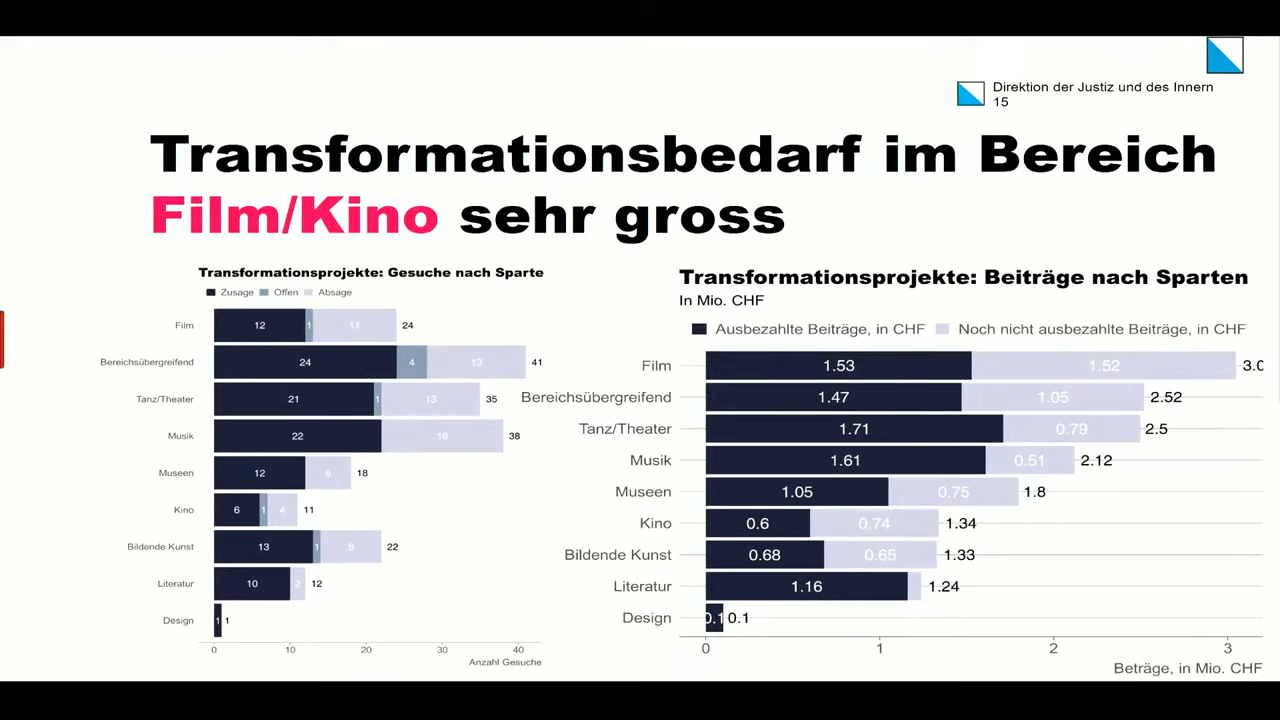 Direktion der Justiz und des Innern
15
Transformationsbedarf im Bereich
Film/Kino sehr gross
Transformationsprojekte: Gesuche nach Sparte
Zusage Offen Absage
Film 12 1 11 24
Bereichsübergreifend 24 4 13 41
Tanz/Theater 21 1 13 35
Musik 22 16 38
Museen 12 6 18
Kino 6 1 4 11
Bildende Kunst 13 1 8 22
Literatur 10 2 12
Design 1 1
0 10 20 30 40
Anzahl Gesuche
Transformationsprojekte: Beiträge nach Sparten
In Mio. CHF
Ausbezahlte Beiträge, in CHF Noch nicht ausbezahlte Beiträge, in CHF
Film 1.53 1.52
Bereichsübergreifend 1.47 1.05 2.52
Tanz/Theater 1.71 0.79 2.5
Musik 1.61 0.51 2.12
Museen 1.05 0.75 1.8
Kino 0.6 0.74 1.34
Bildende Kunst 0.68 0.65 1.33
Literatur 1.16 1.24
Design 0.1 0.1
0 1 2 3
Beträge, in Mio. CHF